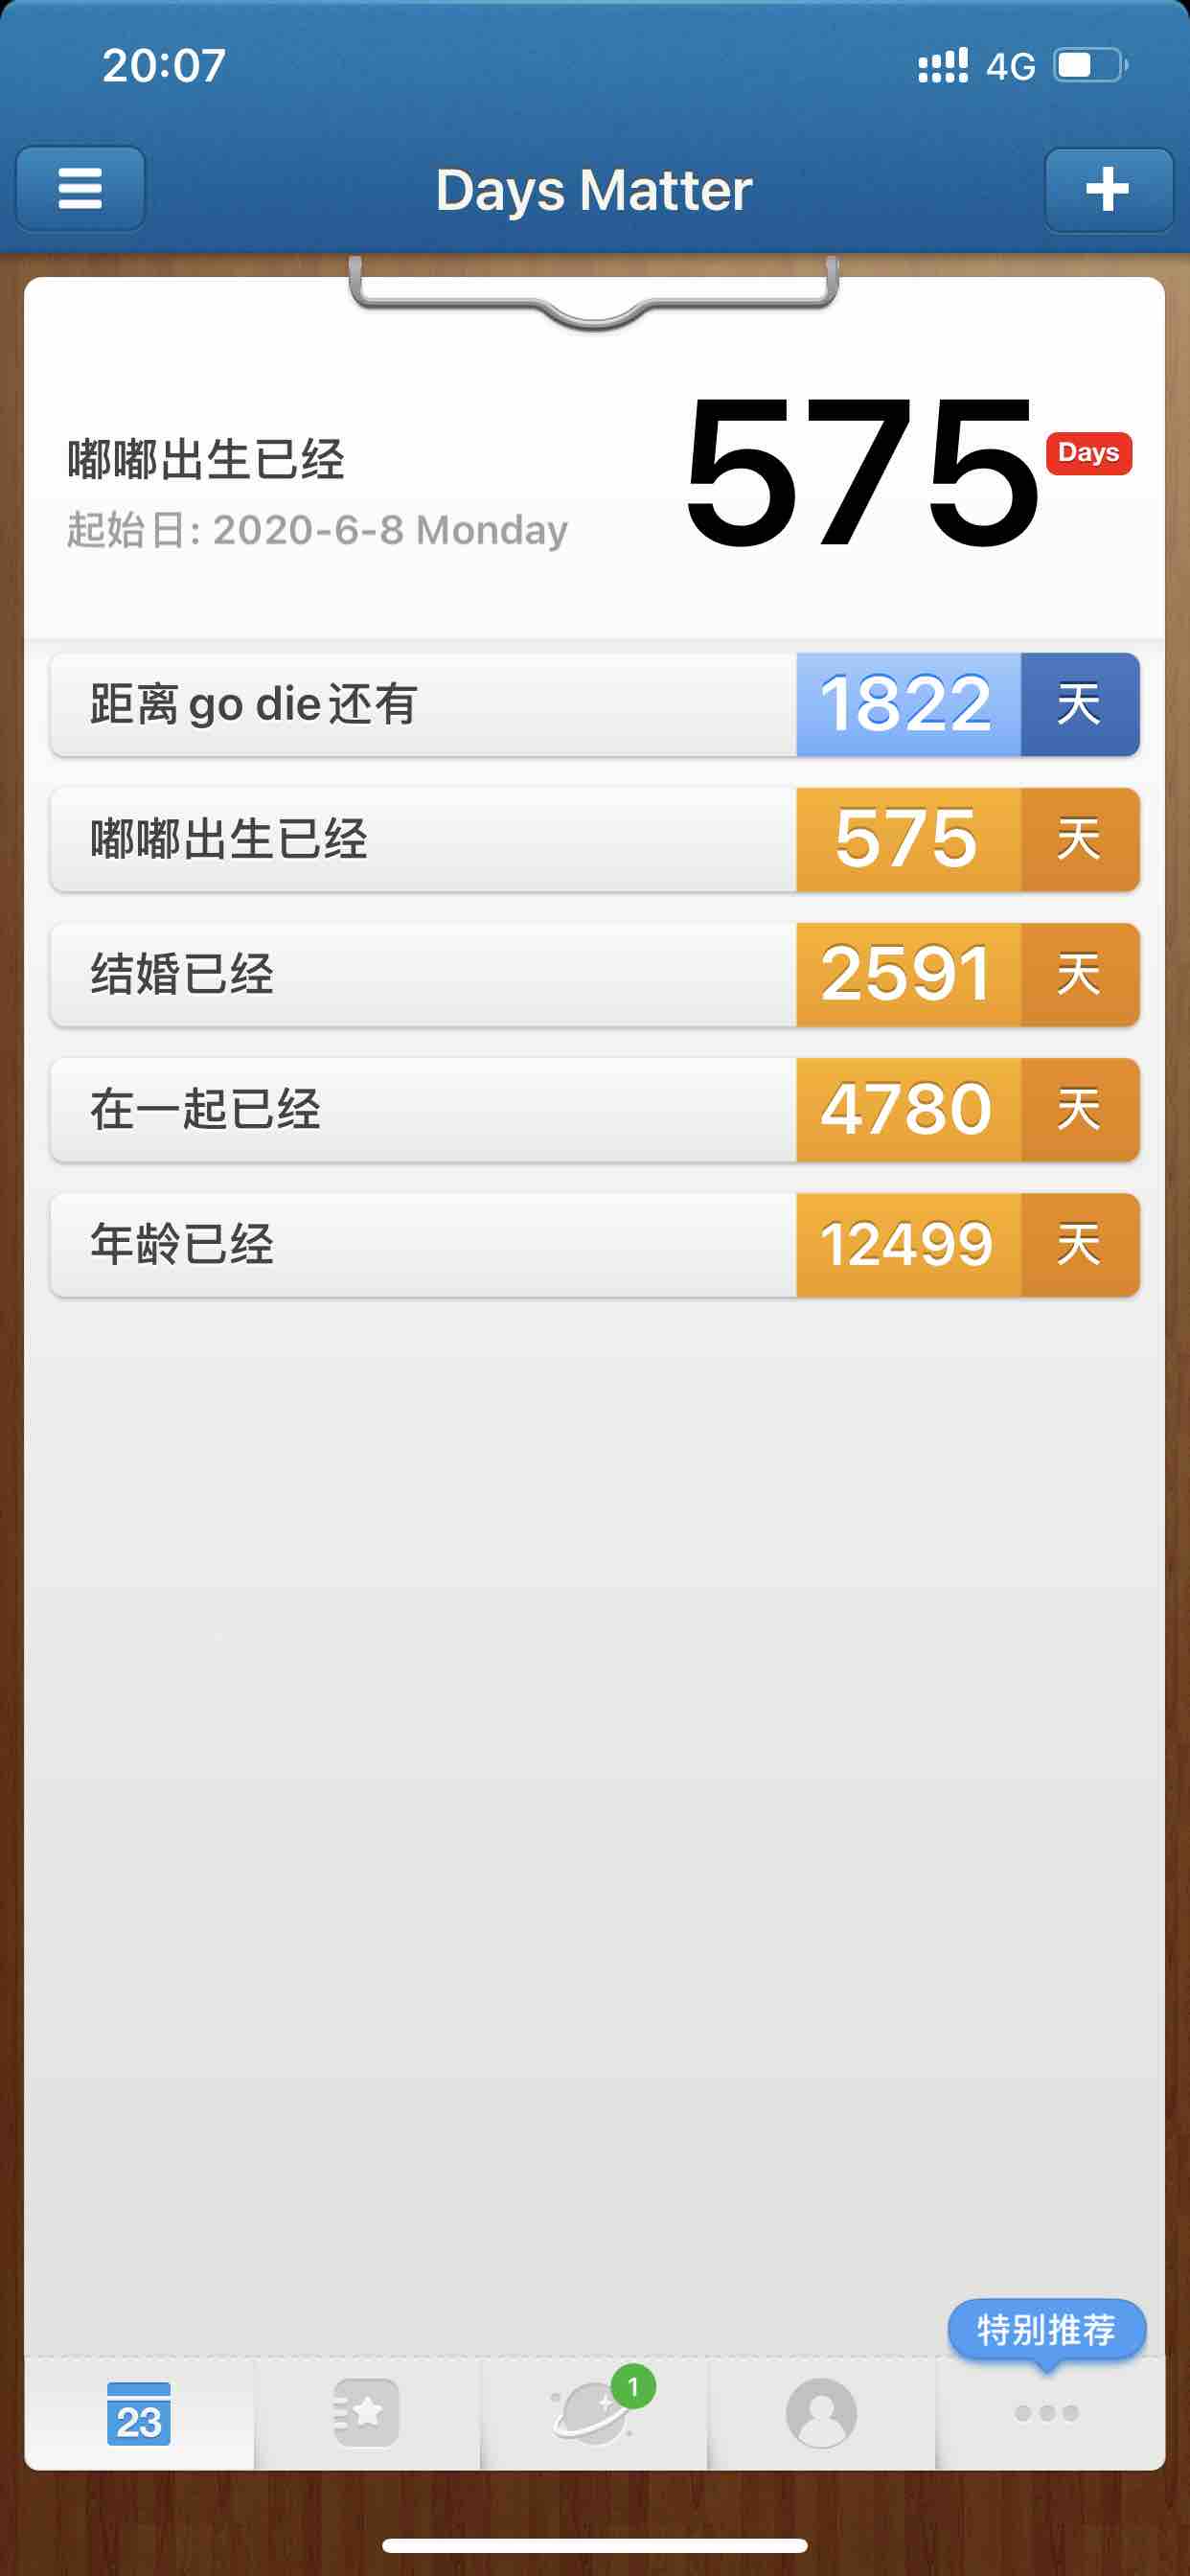 20:07 4G
Days Matter
575 Days
嘟嘟出生已经
起始日: 2020-6-8 Monday
距离 go die 还有 1822 天
嘟嘟出生已经 575 天
结婚已经 2591 天
在一起已经 4780 天
年龄已经 12499 天
特别推荐
23 1